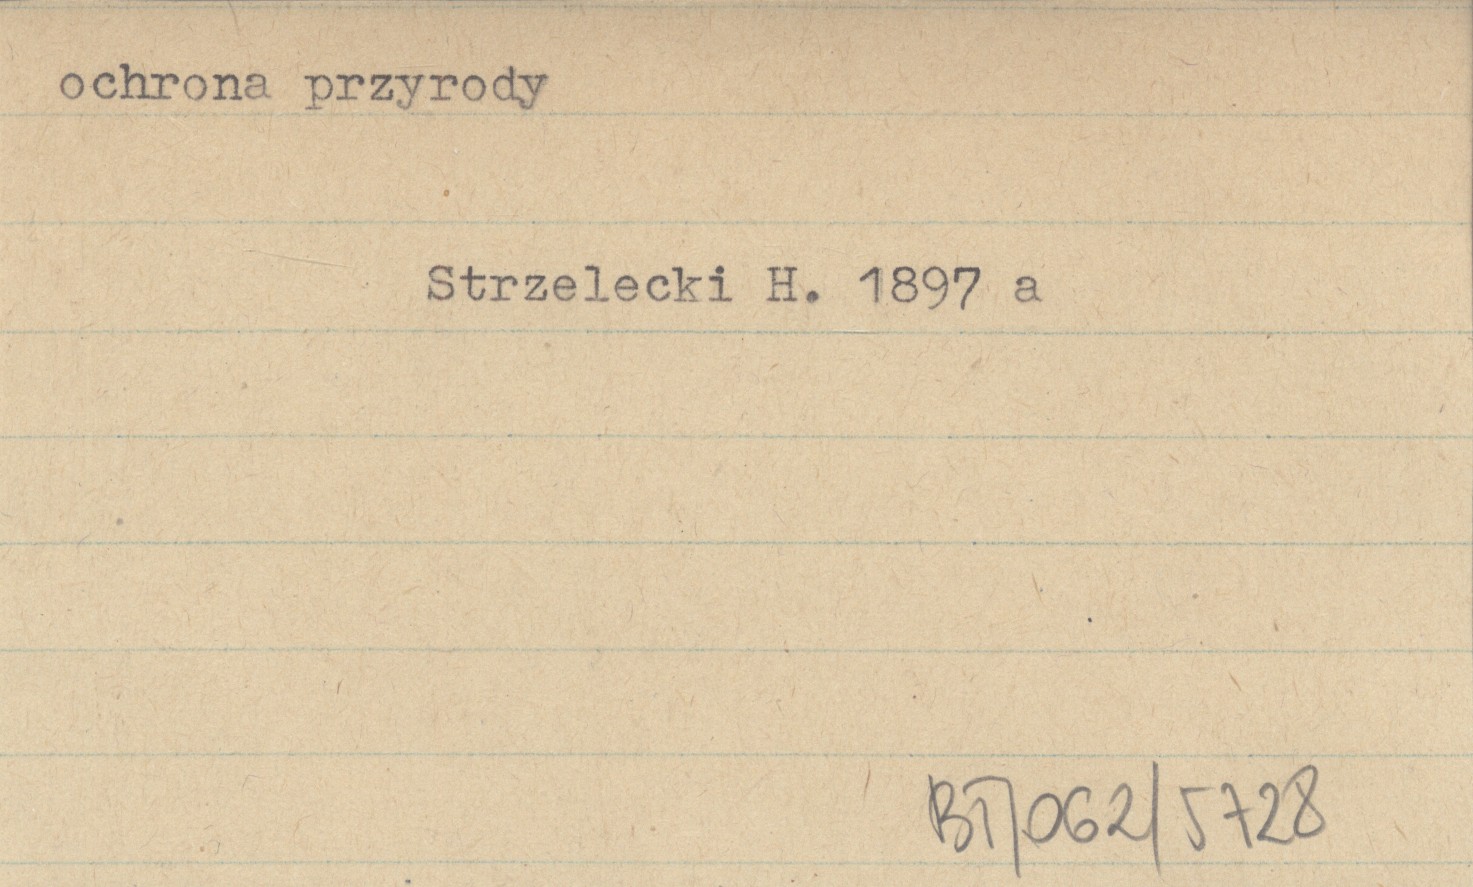 ochrona przyrody
Strzelecki H. 1897 a
BT/062/5728